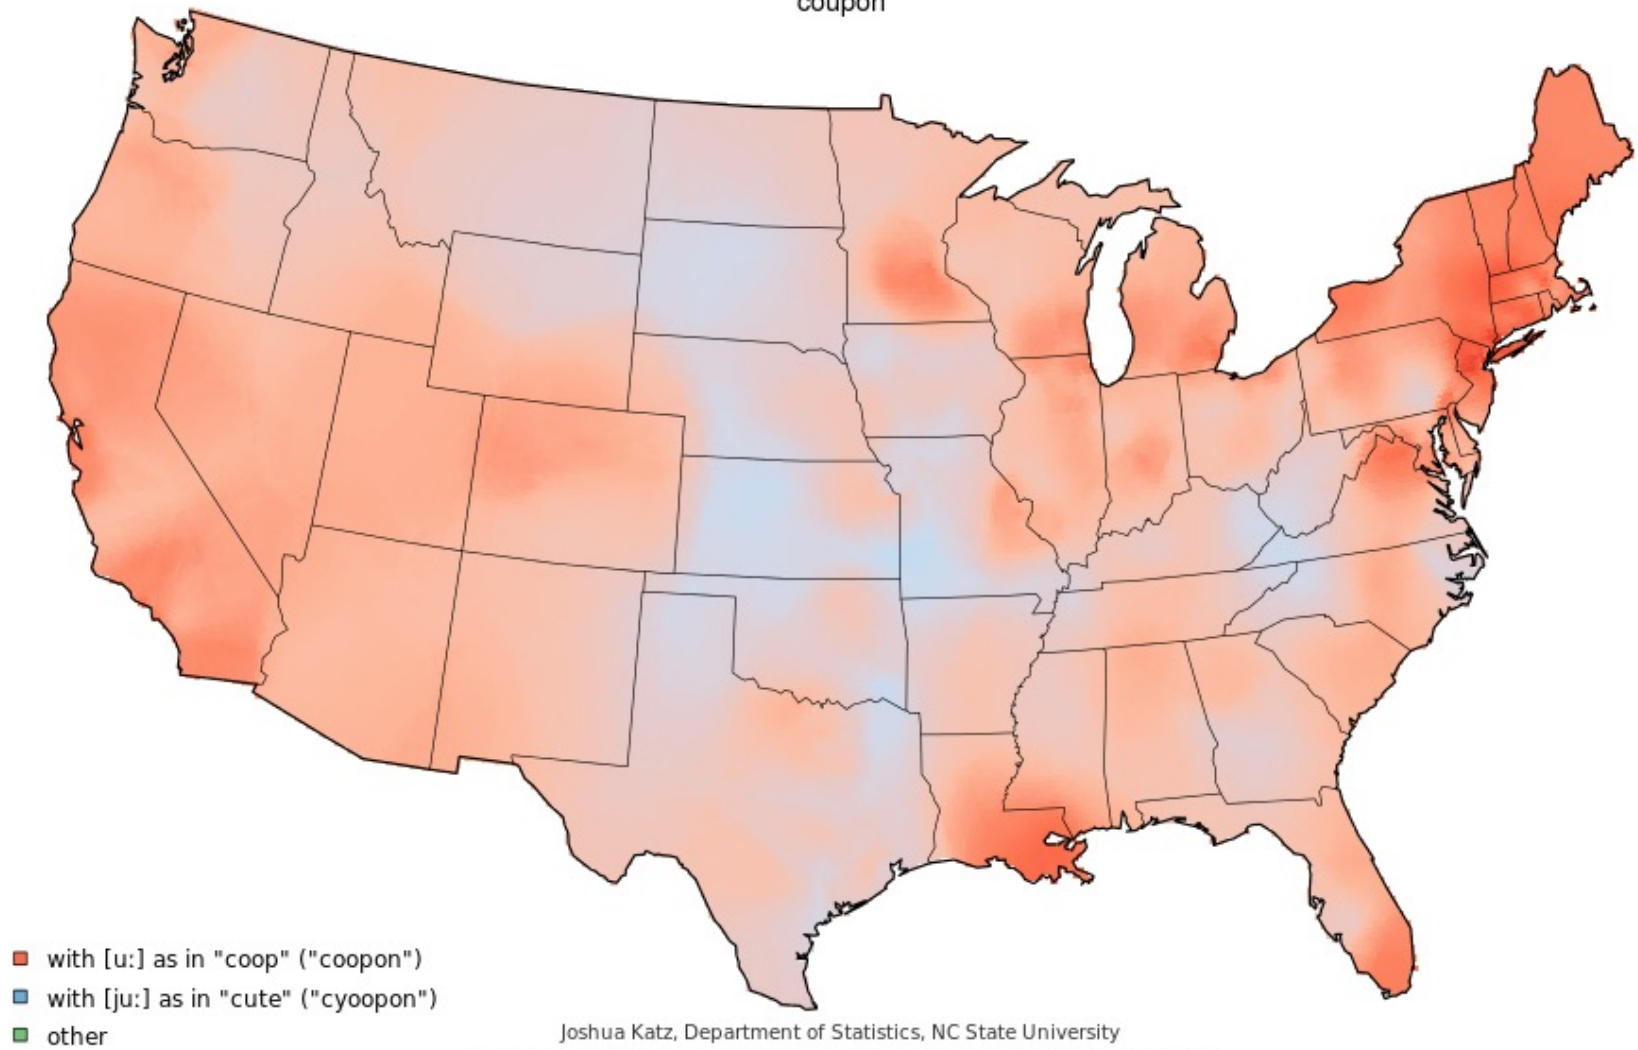 coupon
with [u:] as in "coop" ("coopon")
with [ju:] as in "cute" ("cyoopon")
other
Joshua Katz, Department of Statistics, NC State University